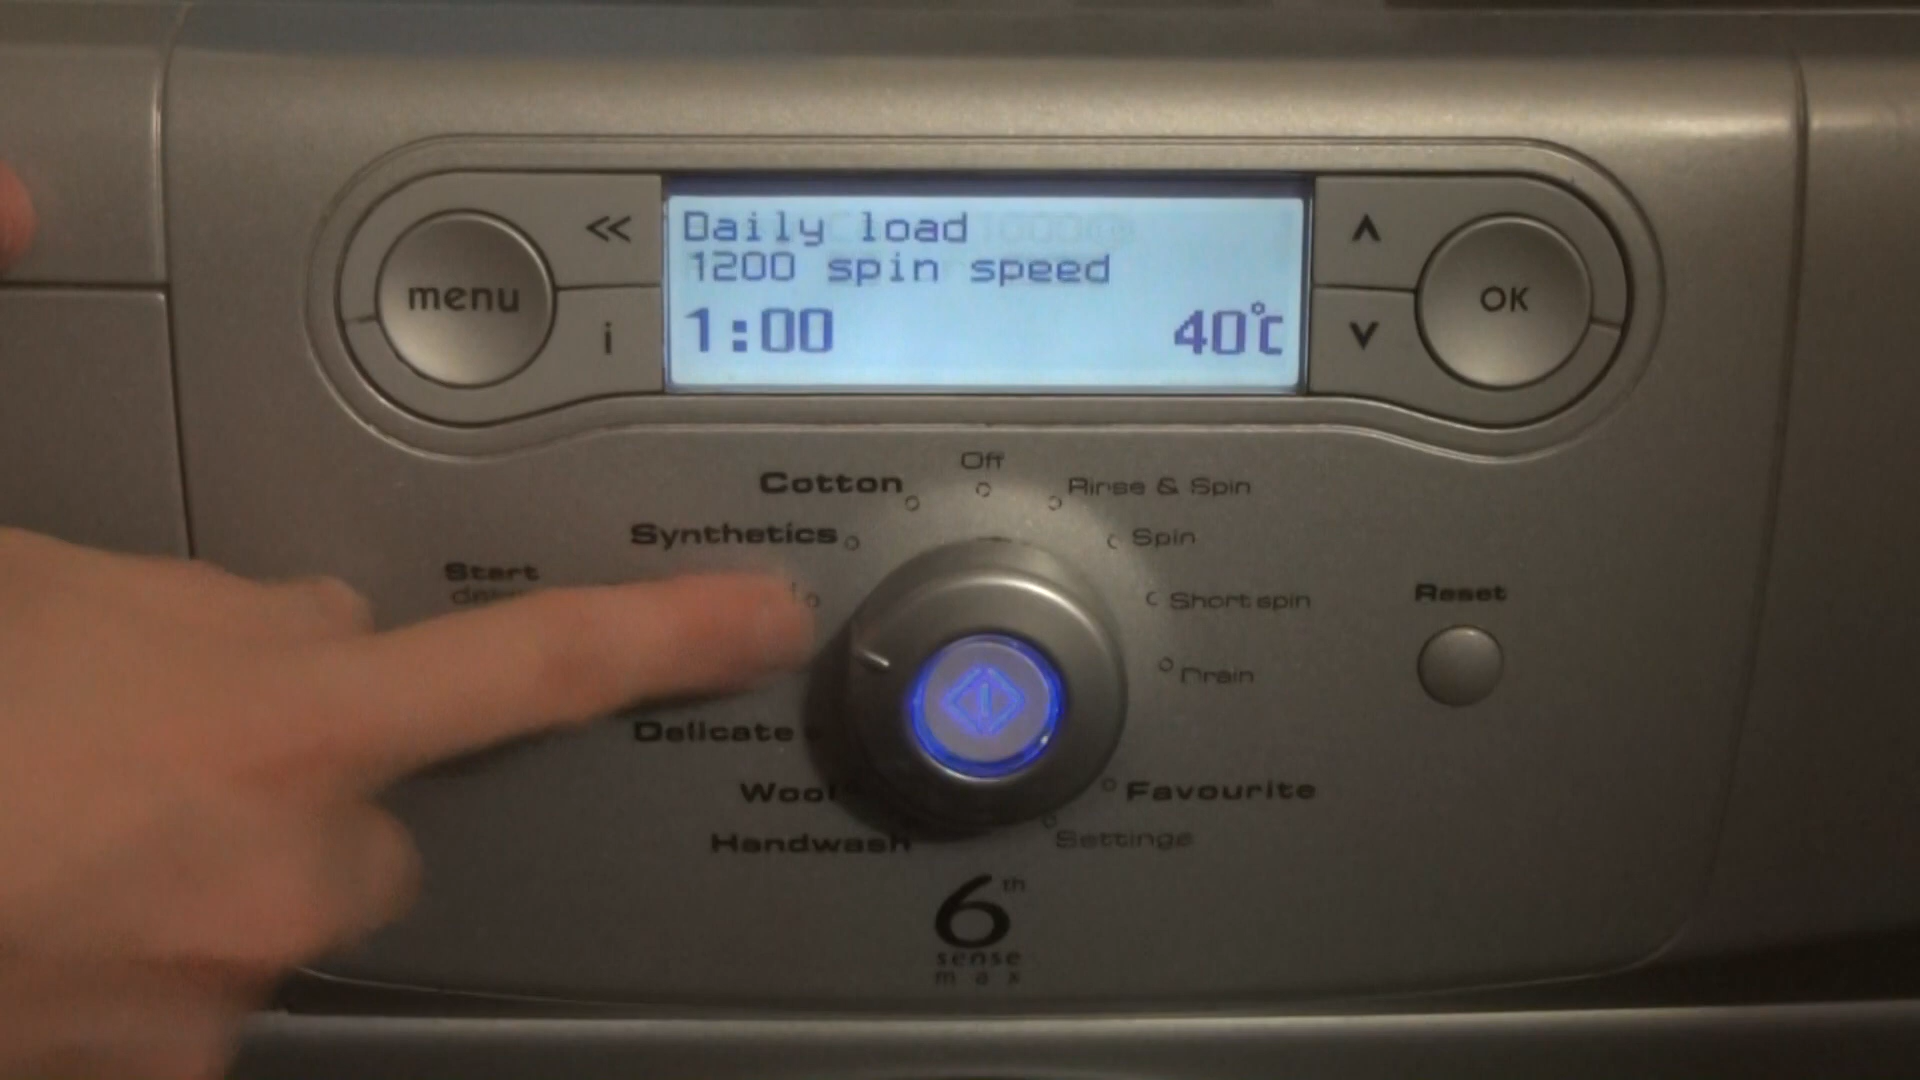 menu
<<
i
Daily load
1200 spin speed
1:00 40°C
OK
Off
Cotton
Rinse & Spin
Synthetics
Spin
Start
Short spin
Reset
Drain
Delicate
Wool
Favourite
Handwash
Settings
6th
sense
max